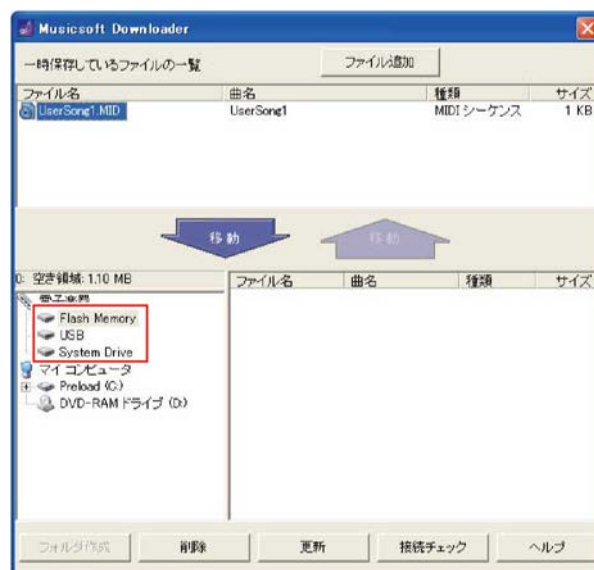 Musicsoft Downloader
一時保存しているファイルの一覧 ファイル追加
ファイル名 曲名 種類 サイズ
UserSong1.MID UserSong1 MIDI シーケンス 1 KB
移動 移動
0: 空き領域: 1.10 MB ファイル名 曲名 種類 サイズ
電子楽器
Flash Memory
USB
System Drive
マイ コンピュータ
Preload (C:)
DVD-RAM ドライブ (D:)
フォルダ作成 削除 更新 接続チェック ヘルプ